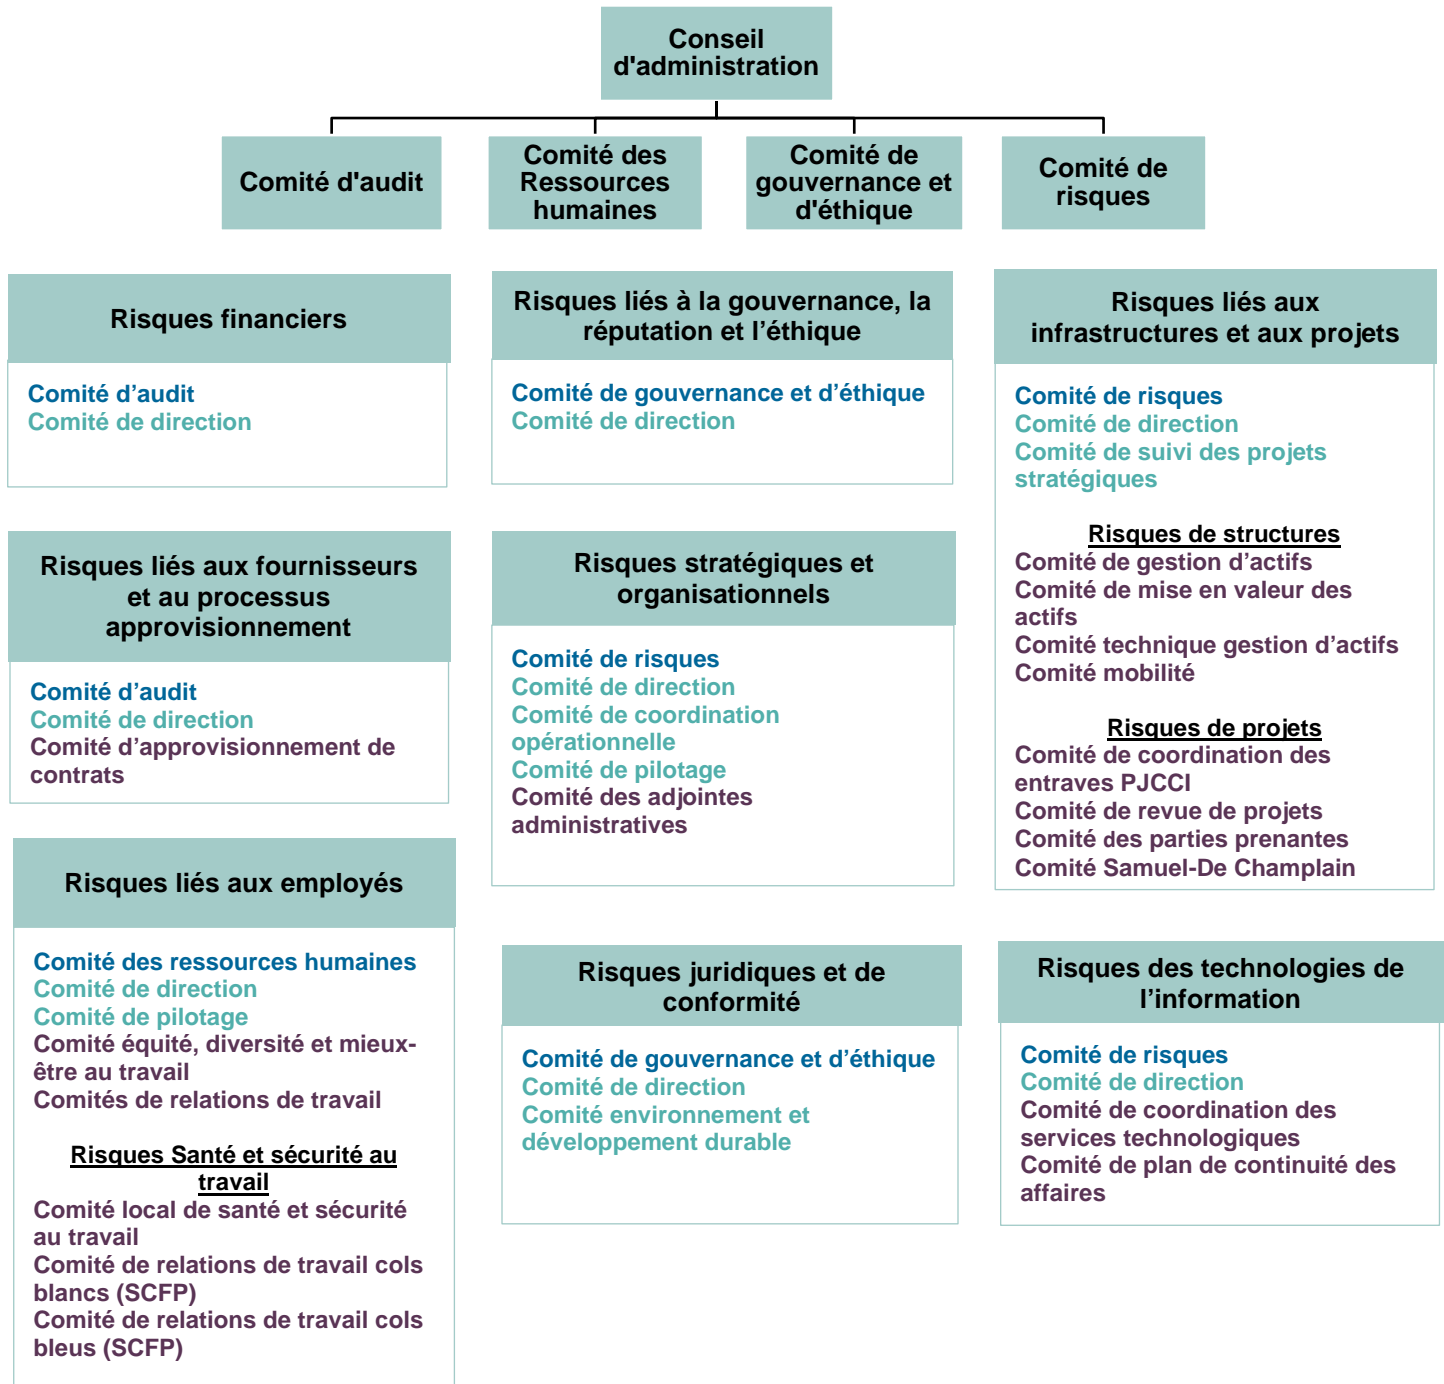 Conseil
d'administration
Comité d'audit
Comité des
Ressources
humaines
Comité de
gouvernance et
d'éthique
Comité de
risques
Risques financiers
Comité d’audit
Comité de direction
Risques liés à la gouvernance, la
réputation et l’éthique
Comité de gouvernance et d’éthique
Comité de direction
Risques liés aux
infrastructures et aux projets
Comité de risques
Comité de direction
Comité de suivi des projets
stratégiques
Risques de structures
Comité de gestion d’actifs
Comité de mise en valeur des
actifs
Comité technique gestion d’actifs
Comité mobilité
Risques de projets
Comité de coordination des
entraves PJCCI
Comité de revue de projets
Comité des parties prenantes
Comité Samuel-De Champlain
Risques liés aux fournisseurs
et au processus
approvisionnement
Comité d’audit
Comité de direction
Comité d’approvisionnement de
contrats
Risques stratégiques et
organisationnels
Comité de risques
Comité de direction
Comité de coordination
opérationnelle
Comité de pilotage
Comité des adjointes
administratives
Risques liés aux employés
Comité des ressources humaines
Comité de direction
Comité de pilotage
Comité équité, diversité et mieux-
être au travail
Comités de relations de travail
Risques Santé et sécurité au
travail
Comité local de santé et sécurité
au travail
Comité de relations de travail cols
blancs (SCFP)
Comité de relations de travail cols
bleus (SCFP)
Risques juridiques et de
conformité
Comité de gouvernance et d’éthique
Comité de direction
Comité environnement et
développement durable
Risques des technologies de
l’information
Comité de risques
Comité de direction
Comité de coordination des
services technologiques
Comité de plan de continuité des
affaires